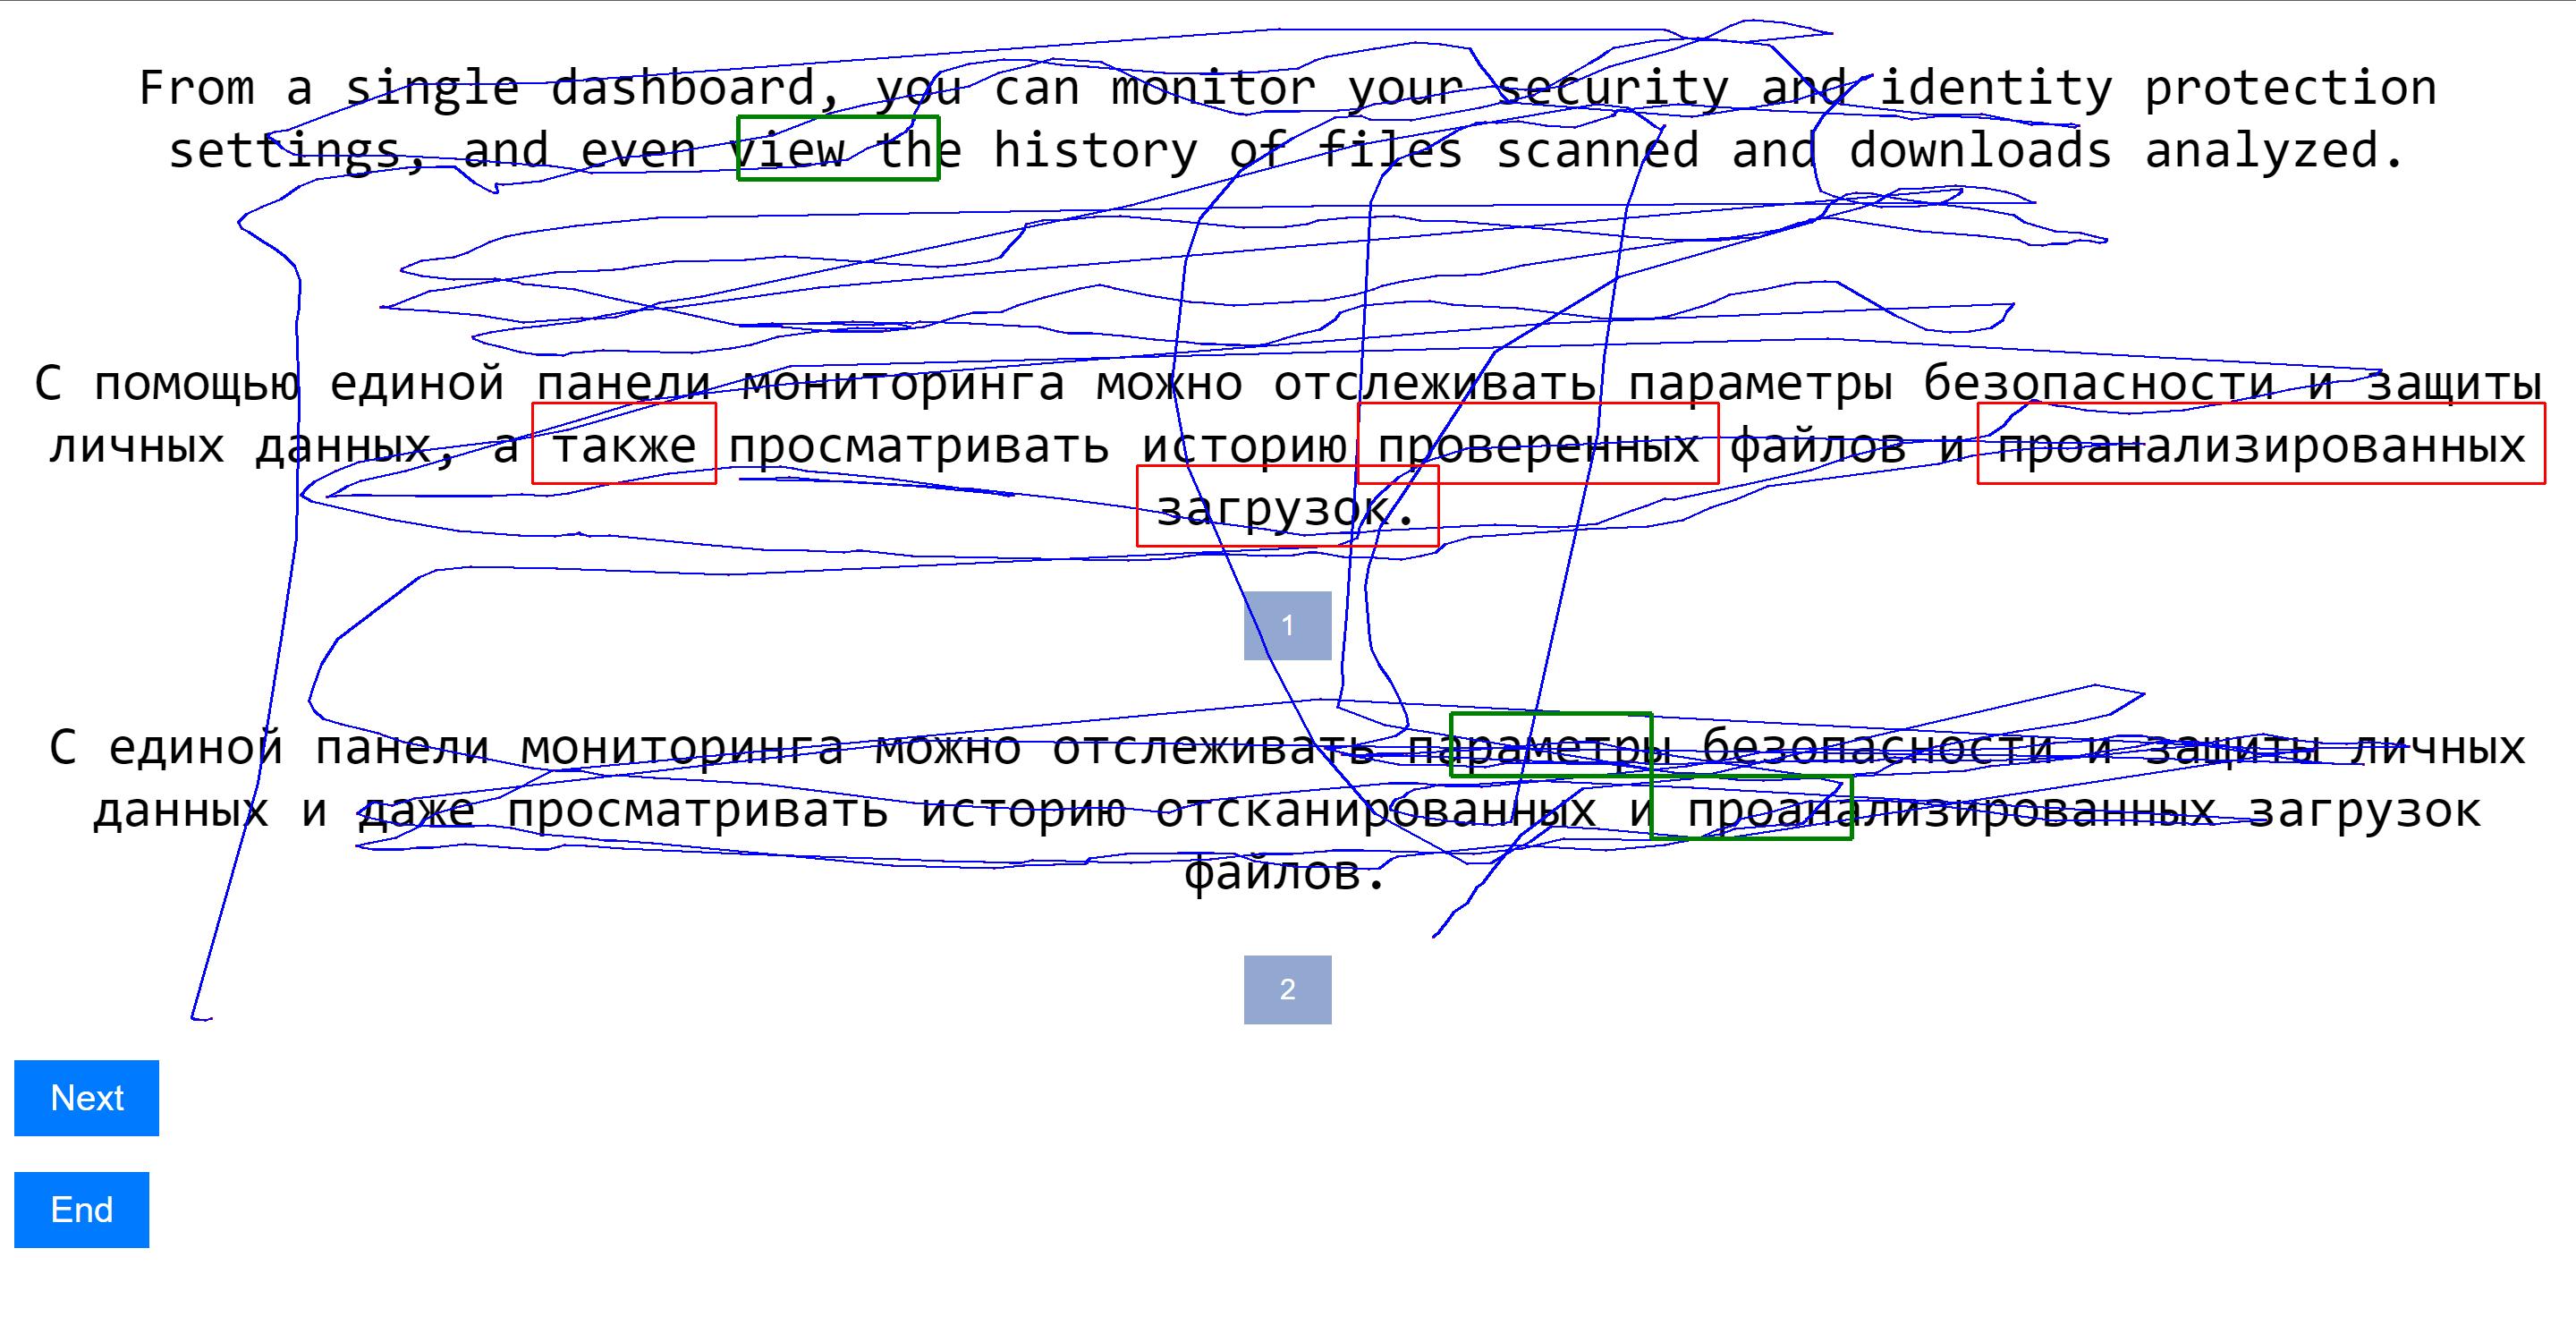 From a single dashboard, you can monitor your security and identity protection
settings, and even view the history of files scanned and downloads analyzed.
С помощью единой панели мониторинга можно отслеживать параметры безопасности и защиты
личных данных, а также просматривать историю проверенных файлов и проанализированных
загрузок.
1
С единой панели мониторинга можно отслеживать параметры безопасности и защиты личных
данных и даже просматривать историю отсканированных и проанализированных загрузок
файлов.
2
Next
End